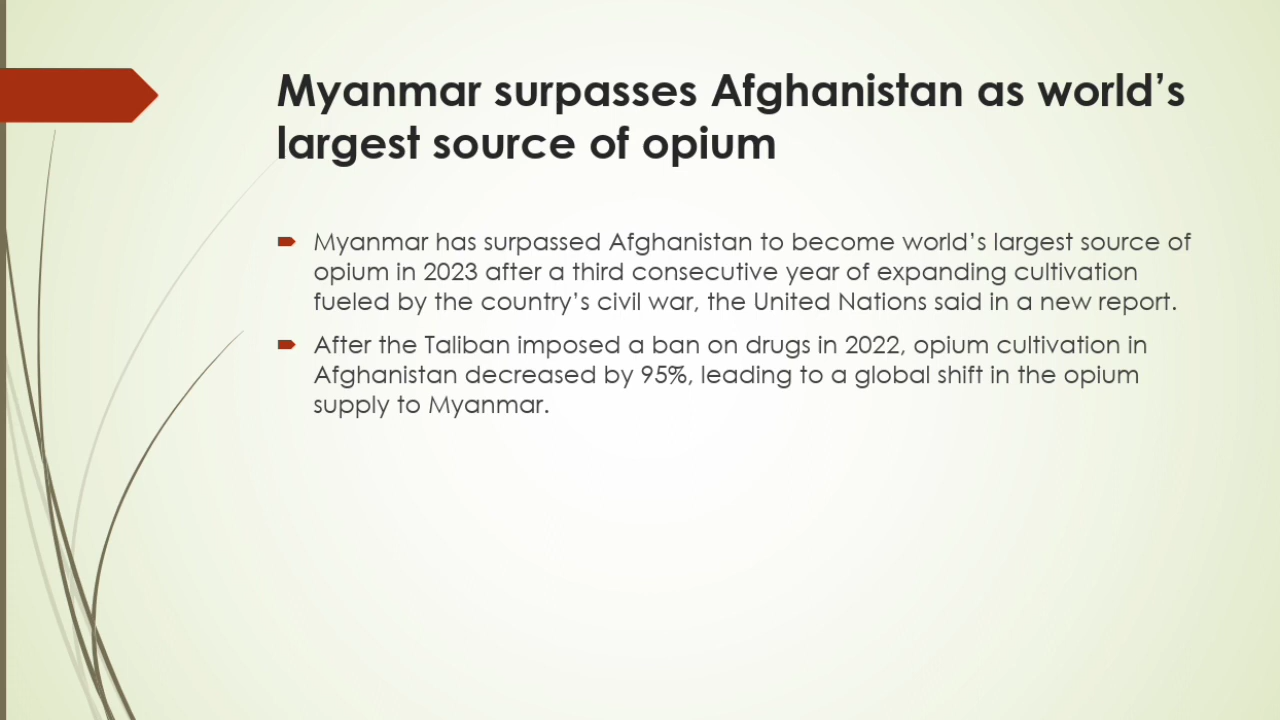 Myanmar surpasses Afghanistan as world’s
largest source of opium
Myanmar has surpassed Afghanistan to become world’s largest source of
opium in 2023 after a third consecutive year of expanding cultivation
fueled by the country’s civil war, the United Nations said in a new report.
After the Taliban imposed a ban on drugs in 2022, opium cultivation in
Afghanistan decreased by 95%, leading to a global shift in the opium
supply to Myanmar.